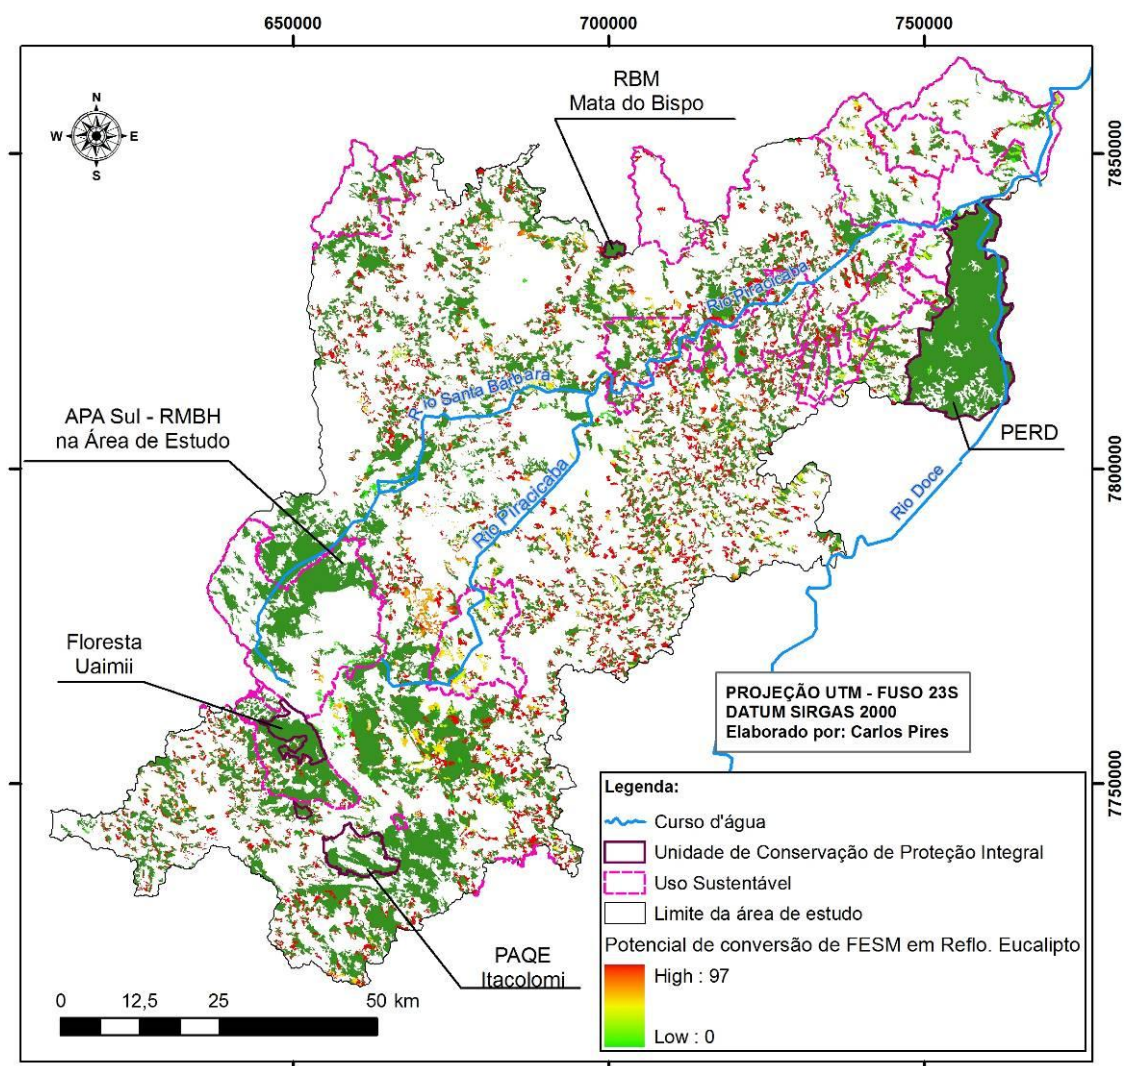 650000
700000
750000
N
W
E
S
RBM
Mata do Bispo
7850000
Rio Piracicaba
Rio Santa Bárbara
APA Sul - RMBH
na Área de Estudo
PERD
7800000
Rio Piracicaba
Rio Doce
Floresta
Uaimii
PROJEÇÃO UTM - FUSO 23S
DATUM SIRGAS 2000
Elaborado por: Carlos Pires
7750000
Legenda:
Curso d'água
Unidade de Conservação de Proteção Integral
Uso Sustentável
Limite da área de estudo
Potencial de conversão de FESM em Reflo. Eucalipto
High : 97
Low : 0
PAQE
Itacolomi
0 12,5 25 50 km